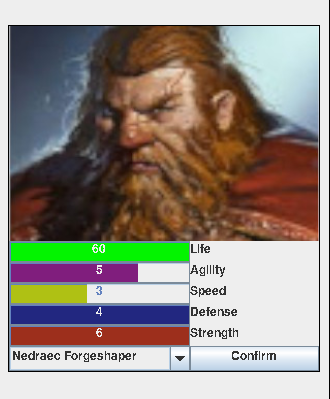 60 Life
5 Agility
3 Speed
4 Defense
6 Strength
Nedraec Forgeshaper Confirm